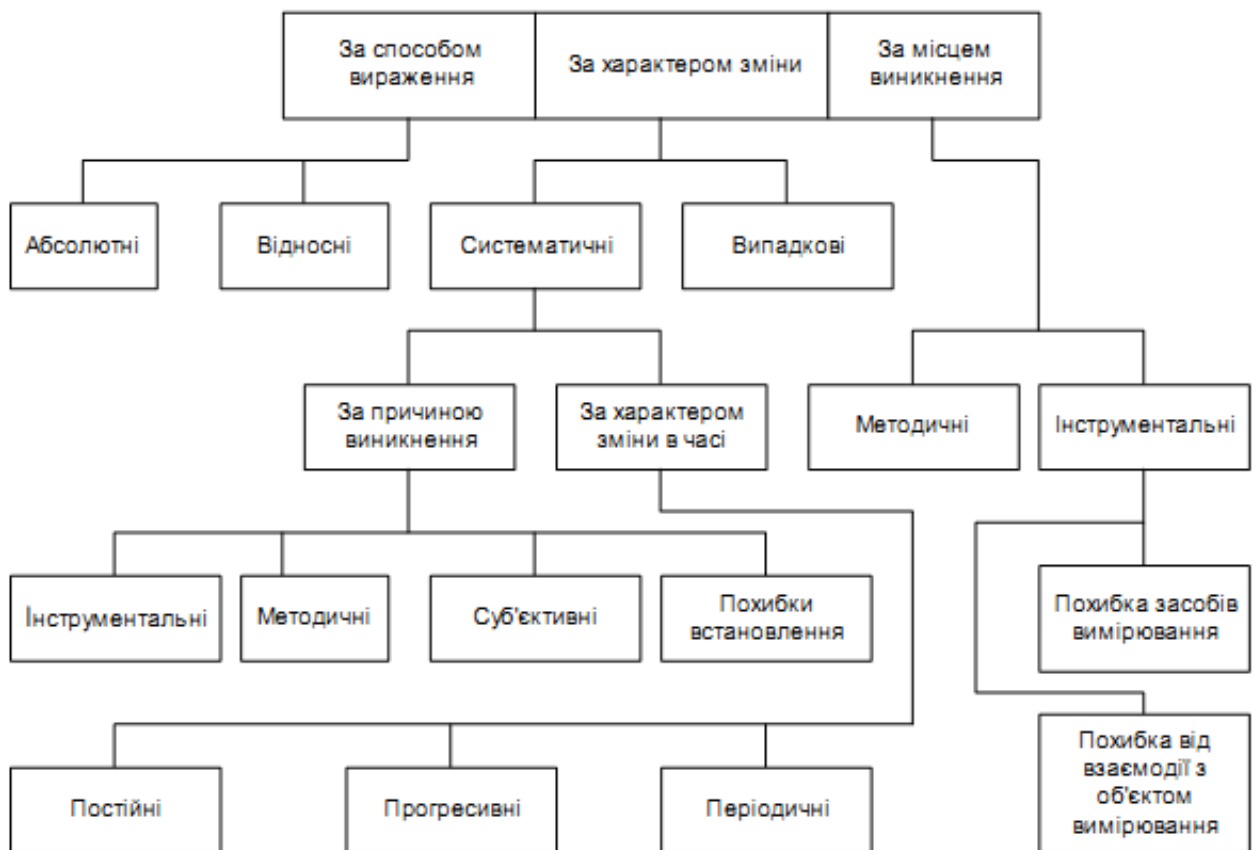 За способом
вираження
За характером зміни
За місцем
виникнення
Абсолютні
Відносні
Систематичні
Випадкові
За причиною
виникнення
За характером
зміни в часі
Методичні
Інструментальні
Інструментальні
Методичні
Суб'єктивні
Похибки
встановлення
Похибка засобів
вимірювання
Постійні
Прогресивні
Періодичні
Похибка від
взаємодії з
об'єктом
вимірювання